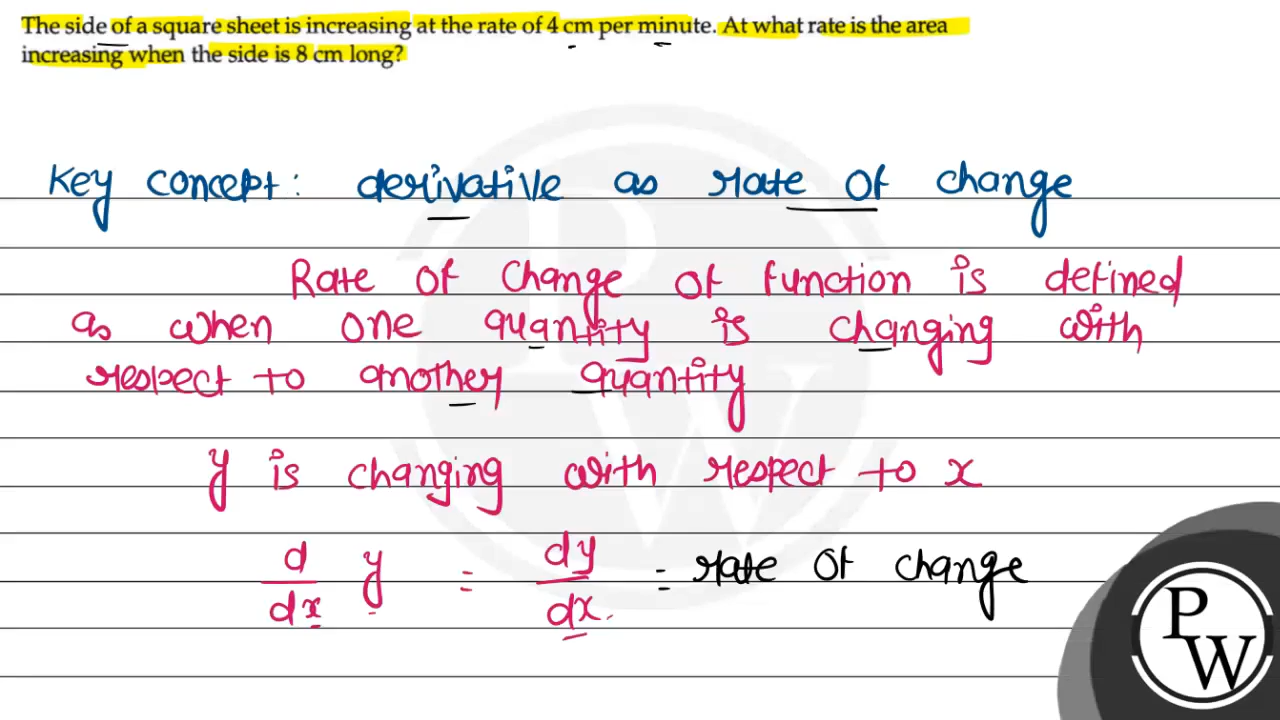 The side of a square sheet is increasing at the rate of 4 cm per minute. At what rate is the area
increasing when the side is 8 cm long?
Key concept: derivative as rate of change
Rate of change of function is defined
as when one quantity is changing with
respect to another quantity
y is changing with respect to x
d/dx y = dy/dx = rate of change
PW
PW